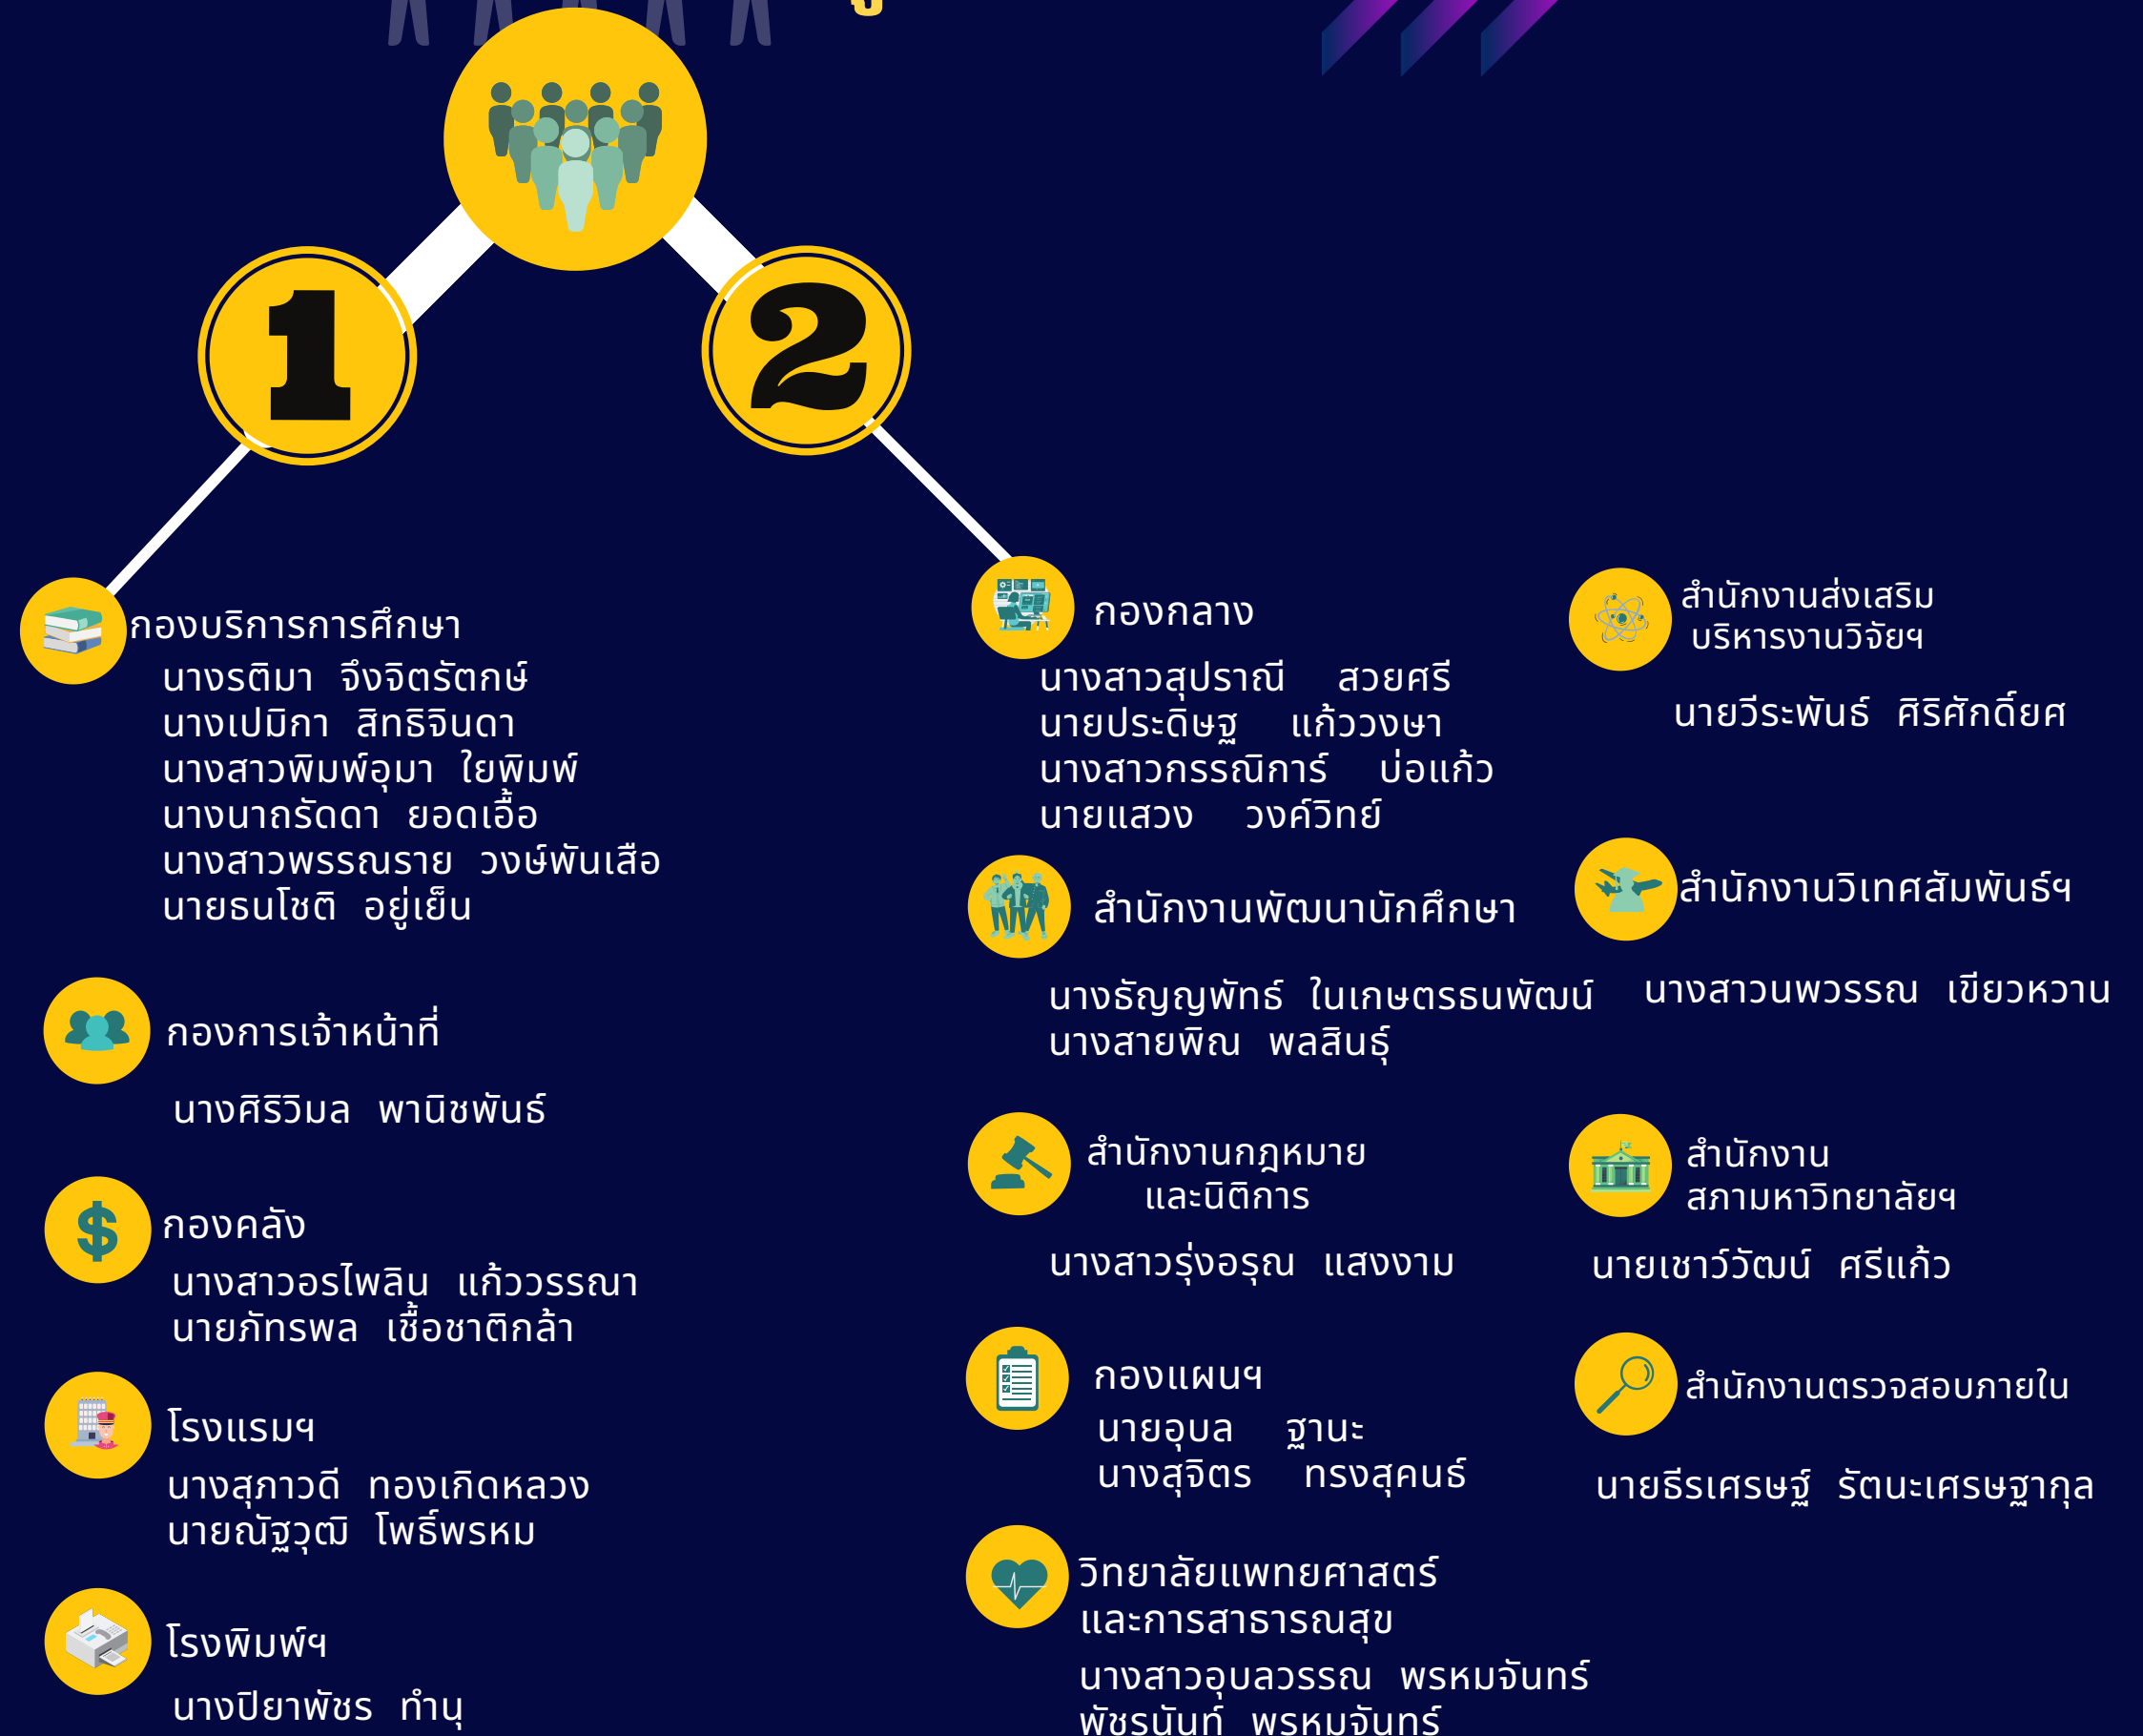 1
2
กองบริการการศึกษา
นางรติมา จึงจิตรัตกษ์
นางเปมิกา สิทธิจินดา
นางสาวพิมพ์อุมา ใยพิมพ์
นางนาถรัดดา ยอดเอื้อ
นางสาวพรรณราย วงษ์พันเสือ
นายธนโชติ อยู่เย็น
กองการเจ้าหน้าที่
นางศิริวิมล พานิชพันธ์
กองคลัง
นางสาวอรไพลิน แก้ววรรณา
นายภัทรพล เชื้อชาติกล้า
โรงแรมฯ
นางสุภาวดี ทองเกิดหลวง
นายณัฐวุฒิ โพธิ์พรหม
โรงพิมพ์ฯ
นางปิยาพัชร ทำนุ
กองกลาง
นางสาวสุปราณี สวยศรี
นายประดิษฐ แก้ววงษา
นางสาวกรรณิการ์ บ่อแก้ว
นายแสวง วงค์วิทย์
สำนักงานพัฒนานักศึกษา
นางธัญญพัทธ์ ในเกษตรธนพัฒน์
นางสายพิณ พลสินธุ์
สำนักงานกฎหมาย
และนิติการ
นางสาวรุ่งอรุณ แสงงาม
กองแผนฯ
นายอุบล ฐานะ
นางสุจิตร ทรงสุคนธ์
วิทยาลัยแพทยศาสตร์
และการสาธารณสุข
นางสาวอุบลวรรณ พรหมจันทร์
พัชรนันท์ พรหมจันทร์
สำนักงานส่งเสริม
บริหารงานวิจัยฯ
นายวีระพันธ์ ศิริศักดิ์ยศ
สำนักงานวิเทศสัมพันธ์ฯ
นางสาวนพวรรณ เขียวหวาน
สำนักงาน
สภามหาวิทยาลัยฯ
นายเชาว์วัฒน์ ศรีแก้ว
สำนักงานตรวจสอบภายใน
นายธีรเศรษฐ์ รัตนะเศรษฐากุล